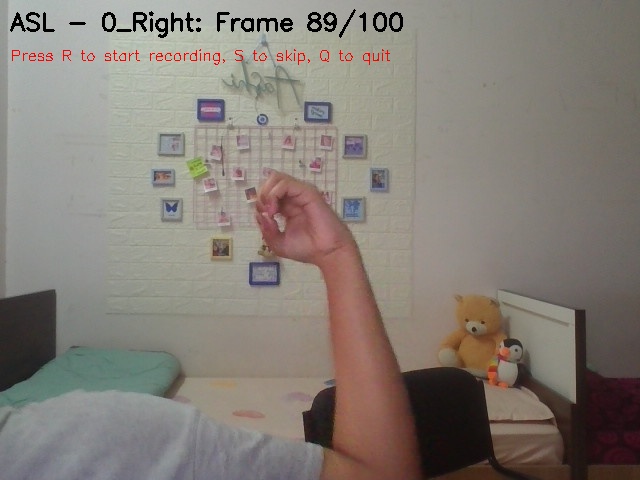 ASL - 0_Right: Frame 89/100
Press R to start recording, S to skip, Q to quit